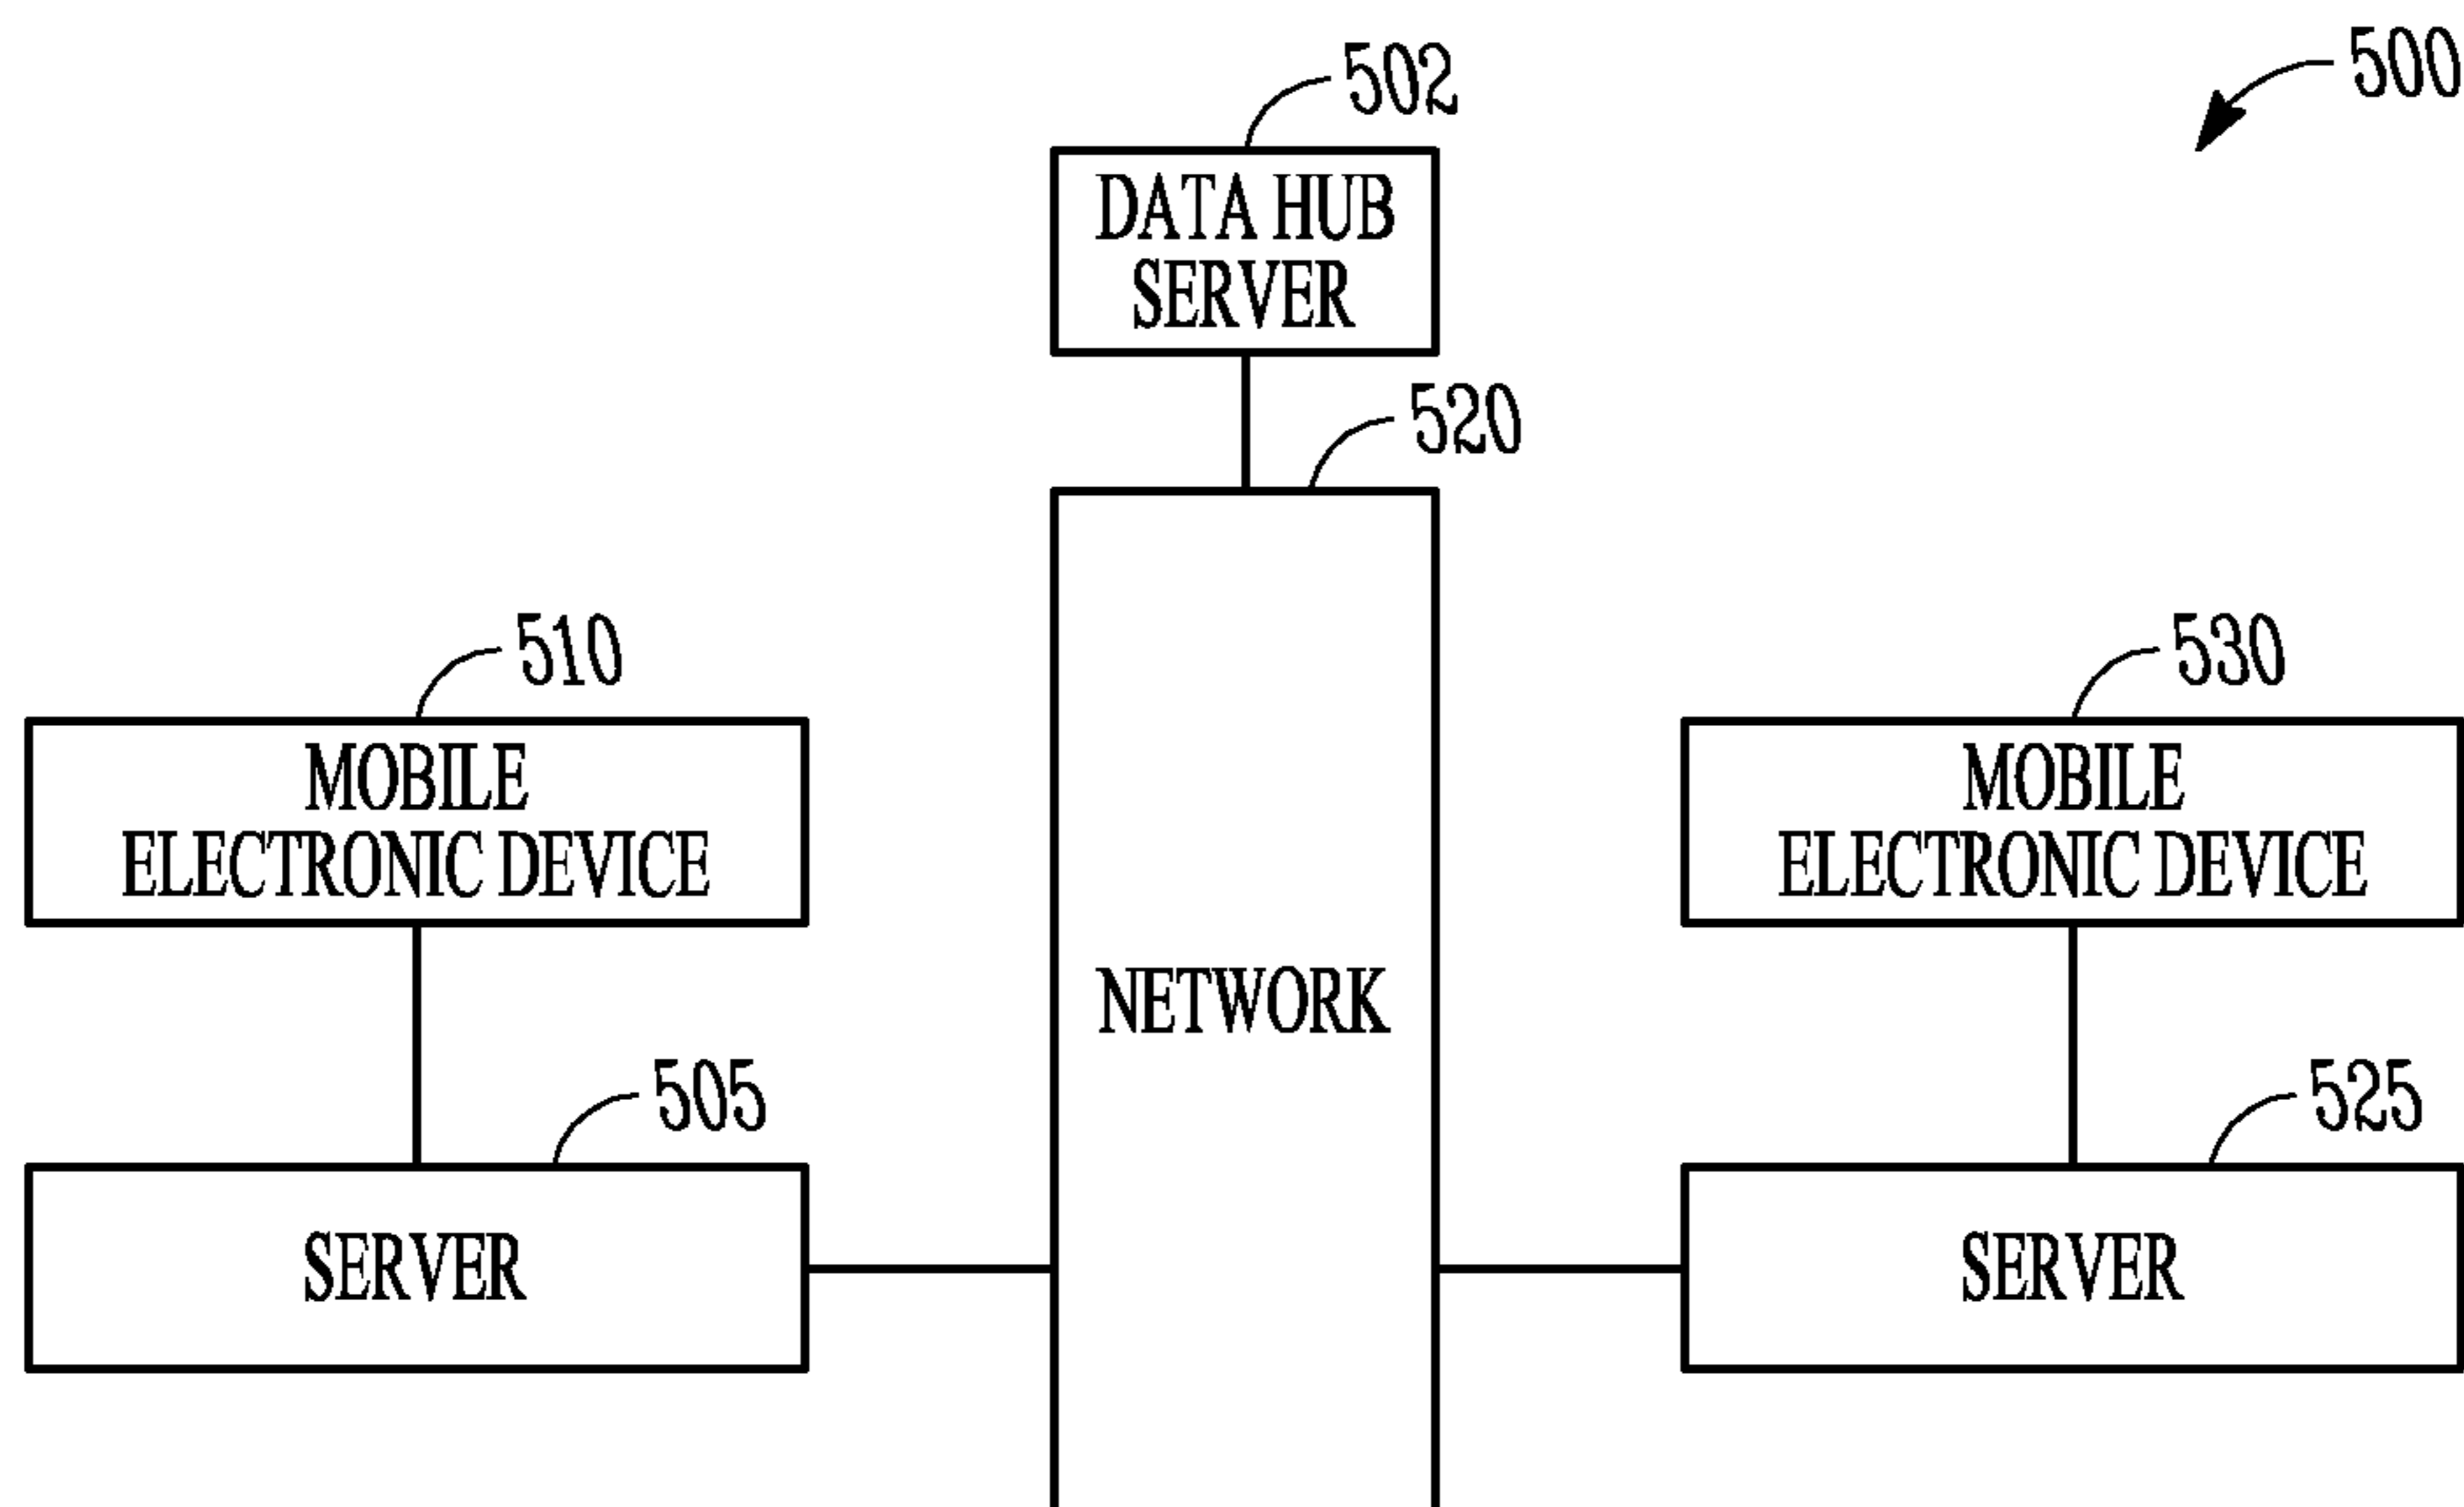 500
502
DATA HUB
SERVER
520
510
530
MOBILE
ELECTRONIC DEVICE
MOBILE
ELECTRONIC DEVICE
NETWORK
505
525
SERVER
SERVER